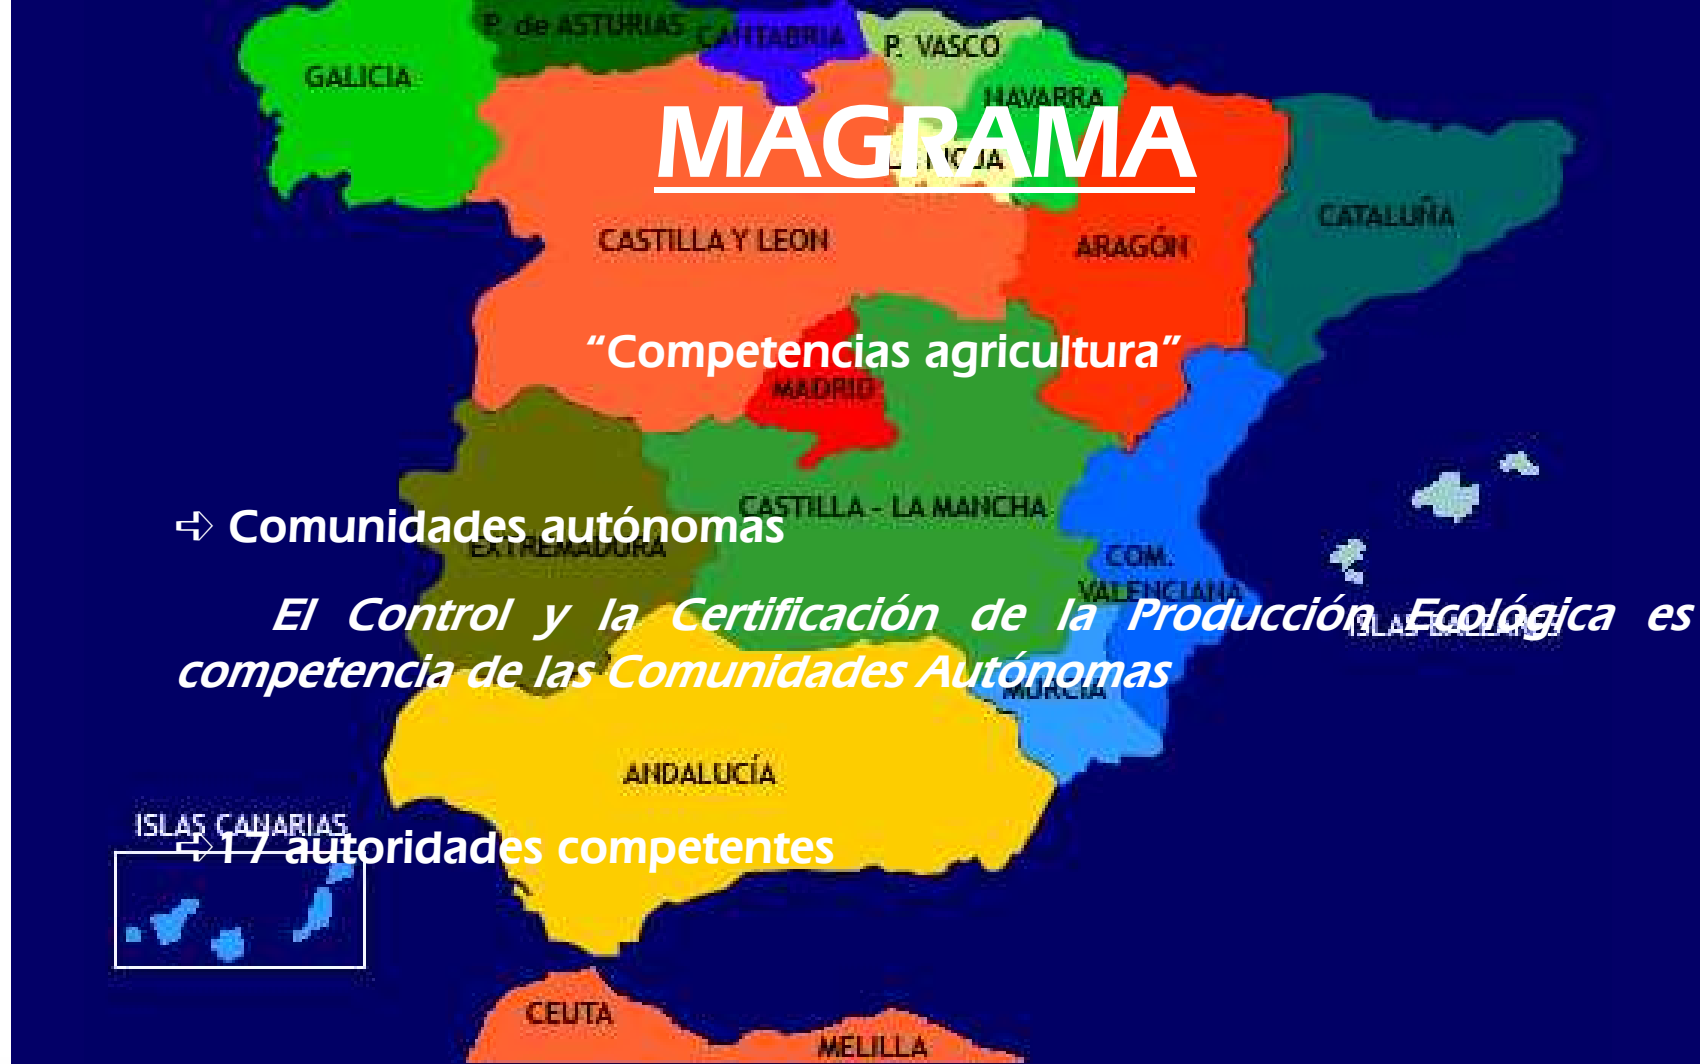 P. de ASTURIAS
CANTABRIA
P. VASCO
GALICIA
NAVARRA
MAGRAMA
LA RIOJA
CATALUÑA
CASTILLA Y LEON
ARAGÓN
“Competencias agricultura”
MADRID
CASTILLA - LA MANCHA
➪ Comunidades autónomas
EXTREMADURA
COM.
VALENCIANA
El Control y la Certificación de la Producción Ecológica es
ISLAS BALEARES
competencia de las Comunidades Autónomas
MURCIA
ANDALUCÍA
ISLAS CANARIAS
➪17 autoridades competentes
CEUTA
MELILLA